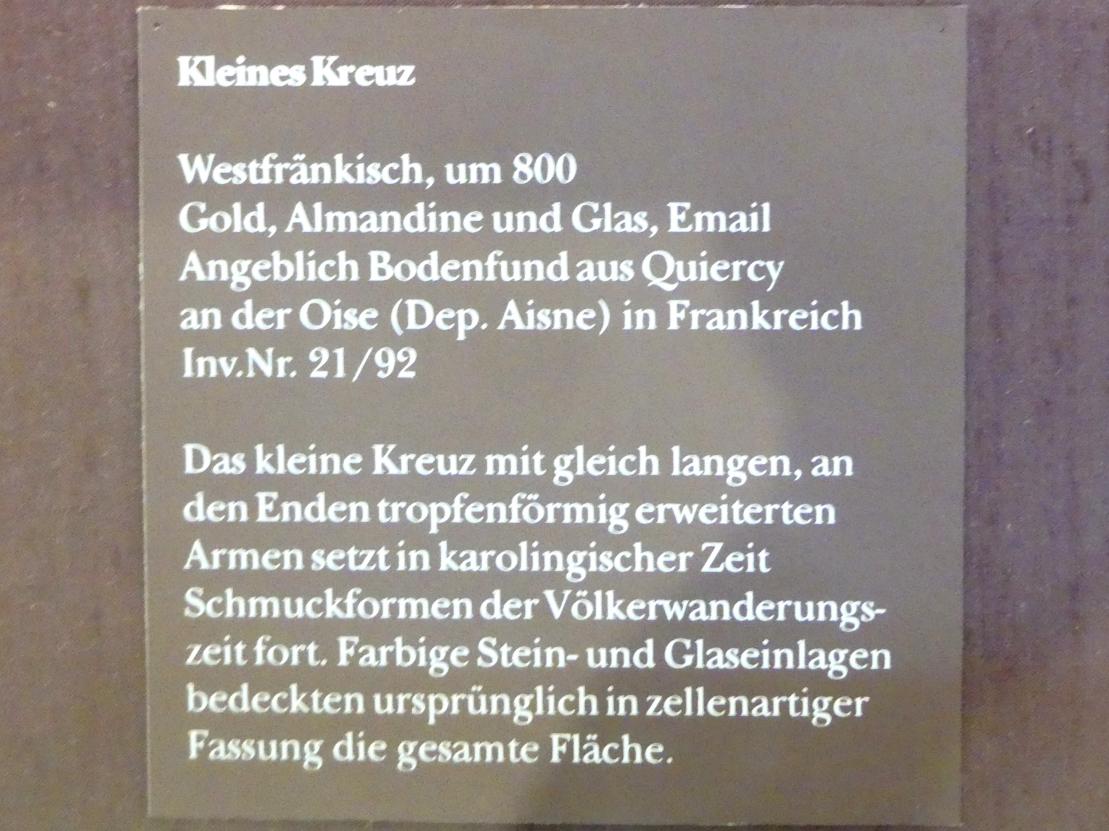 Kleines Kreuz
Westfränkisch, um 800
Gold, Almandine und Glas, Email
Angeblich Bodenfund aus Quiercy
an der Oise (Dep. Aisne) in Frankreich
Inv.Nr. 21/92
Das kleine Kreuz mit gleich langen, an
den Enden tropfenförmig erweiterten
Armen setzt in karolingischer Zeit
Schmuckformen der Völkerwanderungs-
zeit fort. Farbige Stein- und Glaseinlagen
bedeckten ursprünglich in zellenartiger
Fassung die gesamte Fläche.